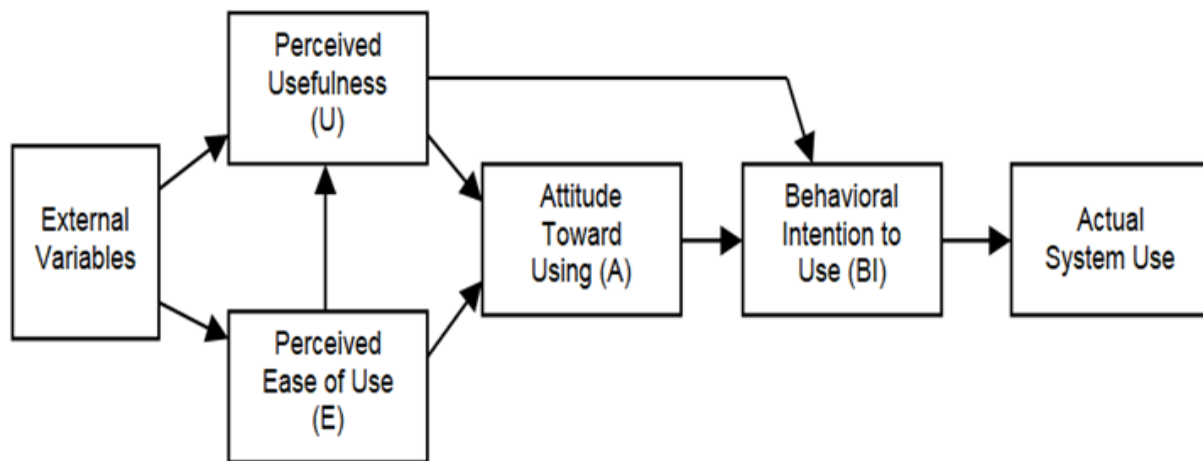 External
Variables
Perceived
Usefulness
(U)
Perceived
Ease of Use
(E)
Attitude
Toward
Using (A)
Behavioral
Intention to
Use (BI)
Actual
System Use